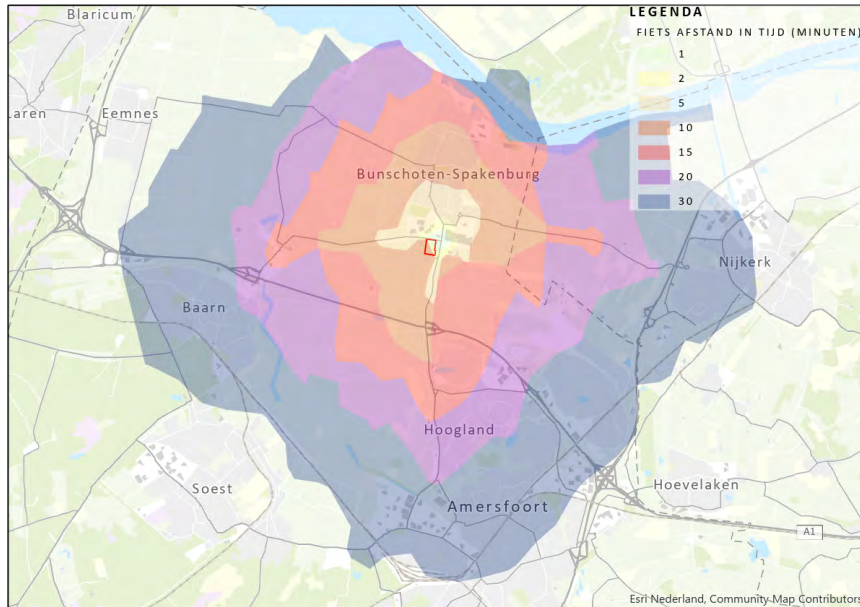 Blaricum
LEGENDA
FIETS AFSTAND IN TIJD (MINUTEN)
1
2
5
10
15
20
30
Laren
Eemnes
Bunschoten-Spakenburg
Nijkerk
Baarn
Hoogland
Soest
Amersfoort
Hoevelaken
A1
Esri Nederland, Community Map Contributors